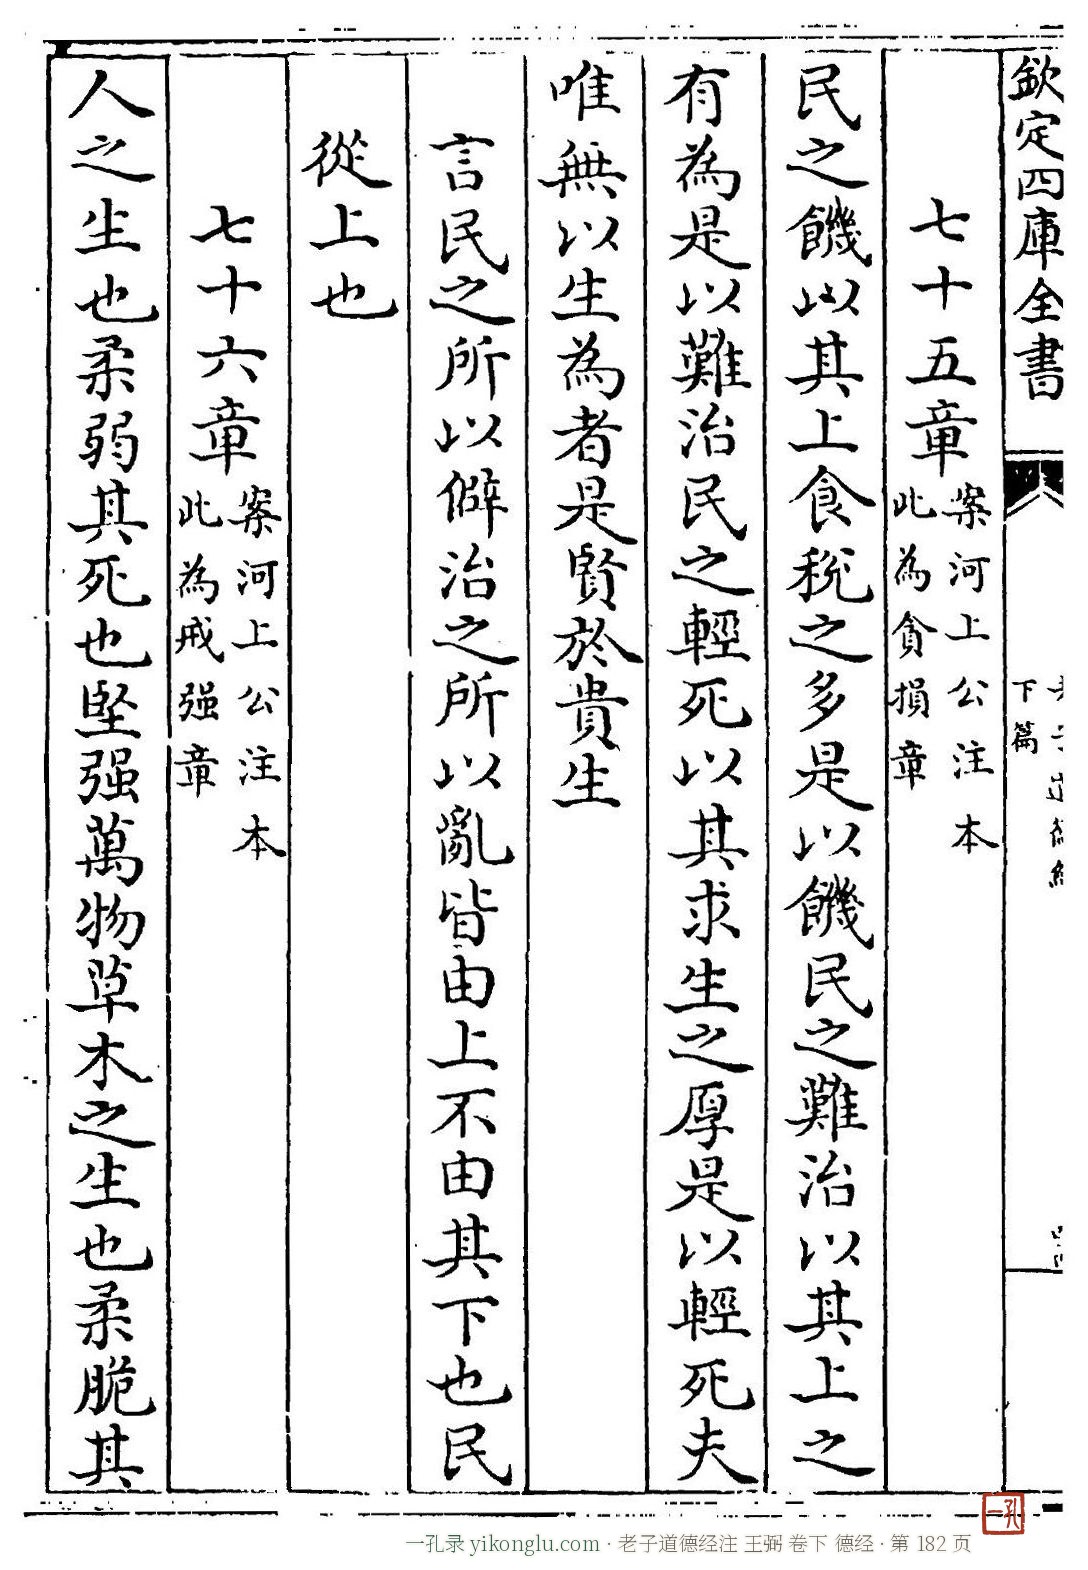 欽定四庫全書
下篇
七十五章
案河上公注本
此為貪損章
民之饑以其上食稅之多是以饑民之難治以其上之
有為是以難治民之輕死以其求生之厚是以輕死夫
唯無以生為者是賢於貴生
言民之所以僻治之所以亂皆由上不由其下也民
從上也
七十六章
案河上公注本
此為戒强章
人之生也柔弱其死也堅强萬物草木之生也柔脆其
一孔
一孔录 yikonglu.com · 老子道德经注 王弼 卷下 德经 · 第 182 页